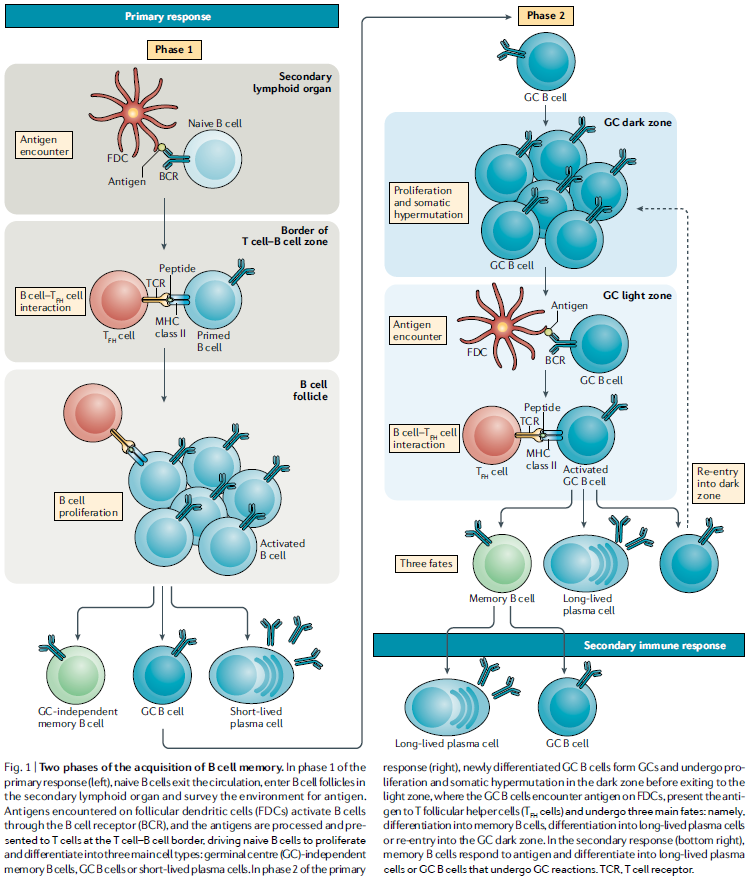 Primary response
Phase 1
Secondary
lymphoid organ
Antigen
encounter
FDC
Antigen
BCR
Naive B cell
Border of
T cell–B cell zone
B cell–TFH cell
interaction
TCR
Peptide
MHC
class II
TFH cell
Primed
B cell
B cell
follicle
B cell
proliferation
Activated
B cell
GC-independent
memory B cell
GC B cell
Short-lived
plasma cell
Phase 2
GC B cell
GC dark zone
Proliferation
and somatic
hypermutation
GC B cell
GC light zone
Antigen
encounter
Antigen
FDC
BCR
GC B cell
B cell–TFH cell
interaction
Peptide
TCR
MHC
class II
TFH cell
Activated
GC B cell
Re-entry
into dark
zone
Three fates
Memory B cell
Long-lived
plasma cell
Secondary immune response
Long-lived plasma cell
GC B cell
Fig. 1 | Two phases of the acquisition of B cell memory. In phase 1 of the
primary response (left), naive B cells exit the circulation, enter B cell follicles in
the secondary lymphoid organ and survey the environment for antigen.
Antigens encountered on follicular dendritic cells (FDCs) activate B cells
through the B cell receptor (BCR), and the antigens are processed and pre-
sented to T cells at the T cell–B cell border, driving naive B cells to proliferate
and differentiate into three main cell types: germinal centre (GC)-independent
memory B cells, GC B cells or short-lived plasma cells. In phase 2 of the primary
response (right), newly differentiated GC B cells form GCs and undergo pro-
liferation and somatic hypermutation in the dark zone before exiting to the
light zone, where the GC B cells encounter antigen on FDCs, present the anti-
gen to T follicular helper cells (TFH cells) and undergo three main fates: namely,
differentiation into memory B cells, differentiation into long-lived plasma cells
or re-entry into the GC dark zone. In the secondary response (bottom right),
memory B cells respond to antigen and differentiate into long-lived plasma
cells or GC B cells that undergo GC reactions. TCR, T cell receptor.